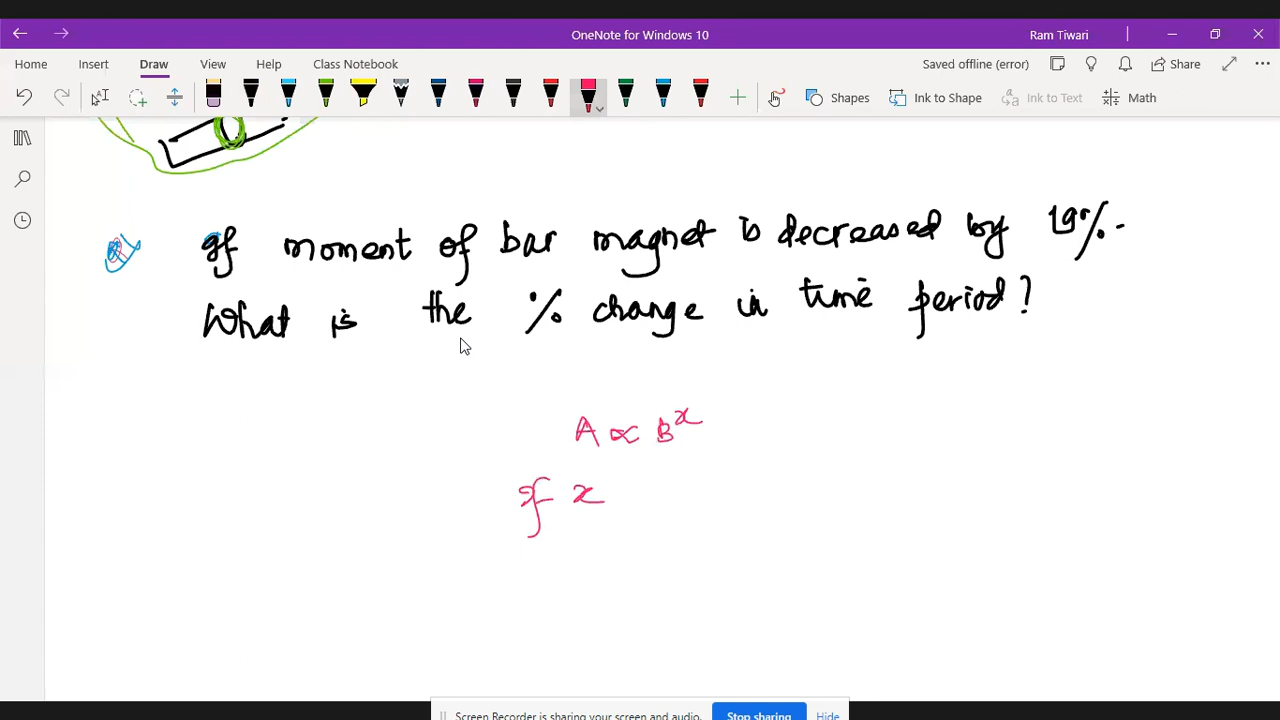 OneNote for Windows 10
Ram Tiwari
Home Insert Draw View Help Class Notebook
Saved offline (error) Share
Shapes Ink to Shape Ink to Text Math
If moment of bar magnet is decreased by 19%.
What is the % change in time period?
A ∝ B^x
If x
Screen Recorder is sharing your screen and audio. Stop sharing Hide